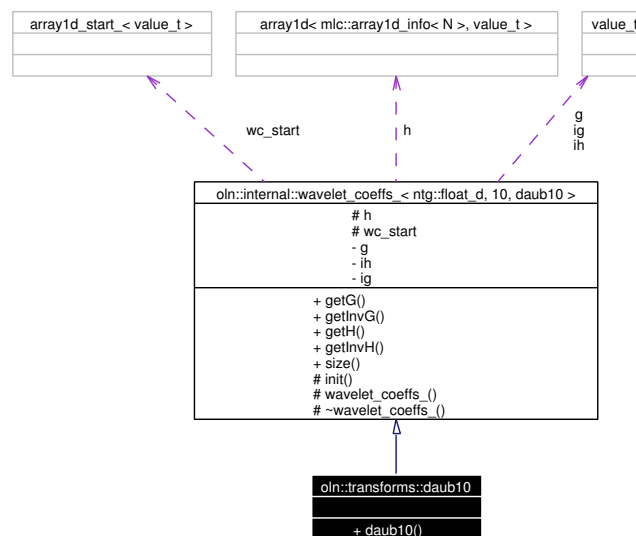 array1d_start_< value_t >
array1d< mlc::array1d_info< N >, value_t >
value_t
wc_start
h
g
ig
ih
oln::internal::wavelet_coeffs_< ntg::float_d, 10, daub10 >
# h
# wc_start
- g
- ih
- ig
+ getG()
+ getInvG()
+ getH()
+ getInvH()
+ size()
# init()
# wavelet_coeffs_()
# ~wavelet_coeffs_()
oln::transforms::daub10
+ daub10()